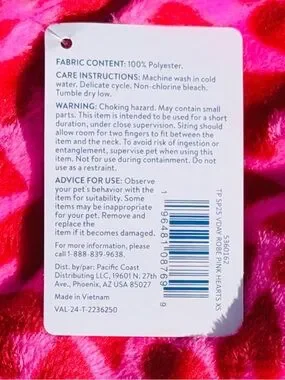 FABRIC CONTENT: 100% Polyester.
CARE INSTRUCTIONS: Machine wash in cold
water. Delicate cycle. Non-chlorine bleach.
Tumble dry low.
WARNING: Choking hazard. May contain small
parts. This item is intended to be used for a short
duration, under close supervision. Sizing should
allow room for two fingers to fit between the
item and the neck. To avoid risk of ingestion or
entanglement, supervise pet when using this
item. Not for use during containment. Do not
use as a restraint.
ADVICE FOR USE: Observe
your pet's behavior with the
item for suitability. Some
items may be inappropriate
for your pet. Remove and
replace the
item if it becomes damaged.
For more information, please
call 1-888-839-9638.
Dist. by/par: Pacific Coast
Distributing LLC, 19601 N. 27th
Ave., Phoenix, AZ USA 85027
Made in Vietnam
VAL-24-T-2236250
1 96481 08769 9
TP SP25 VDAY ROBE PINK HEARTS XS
5360162